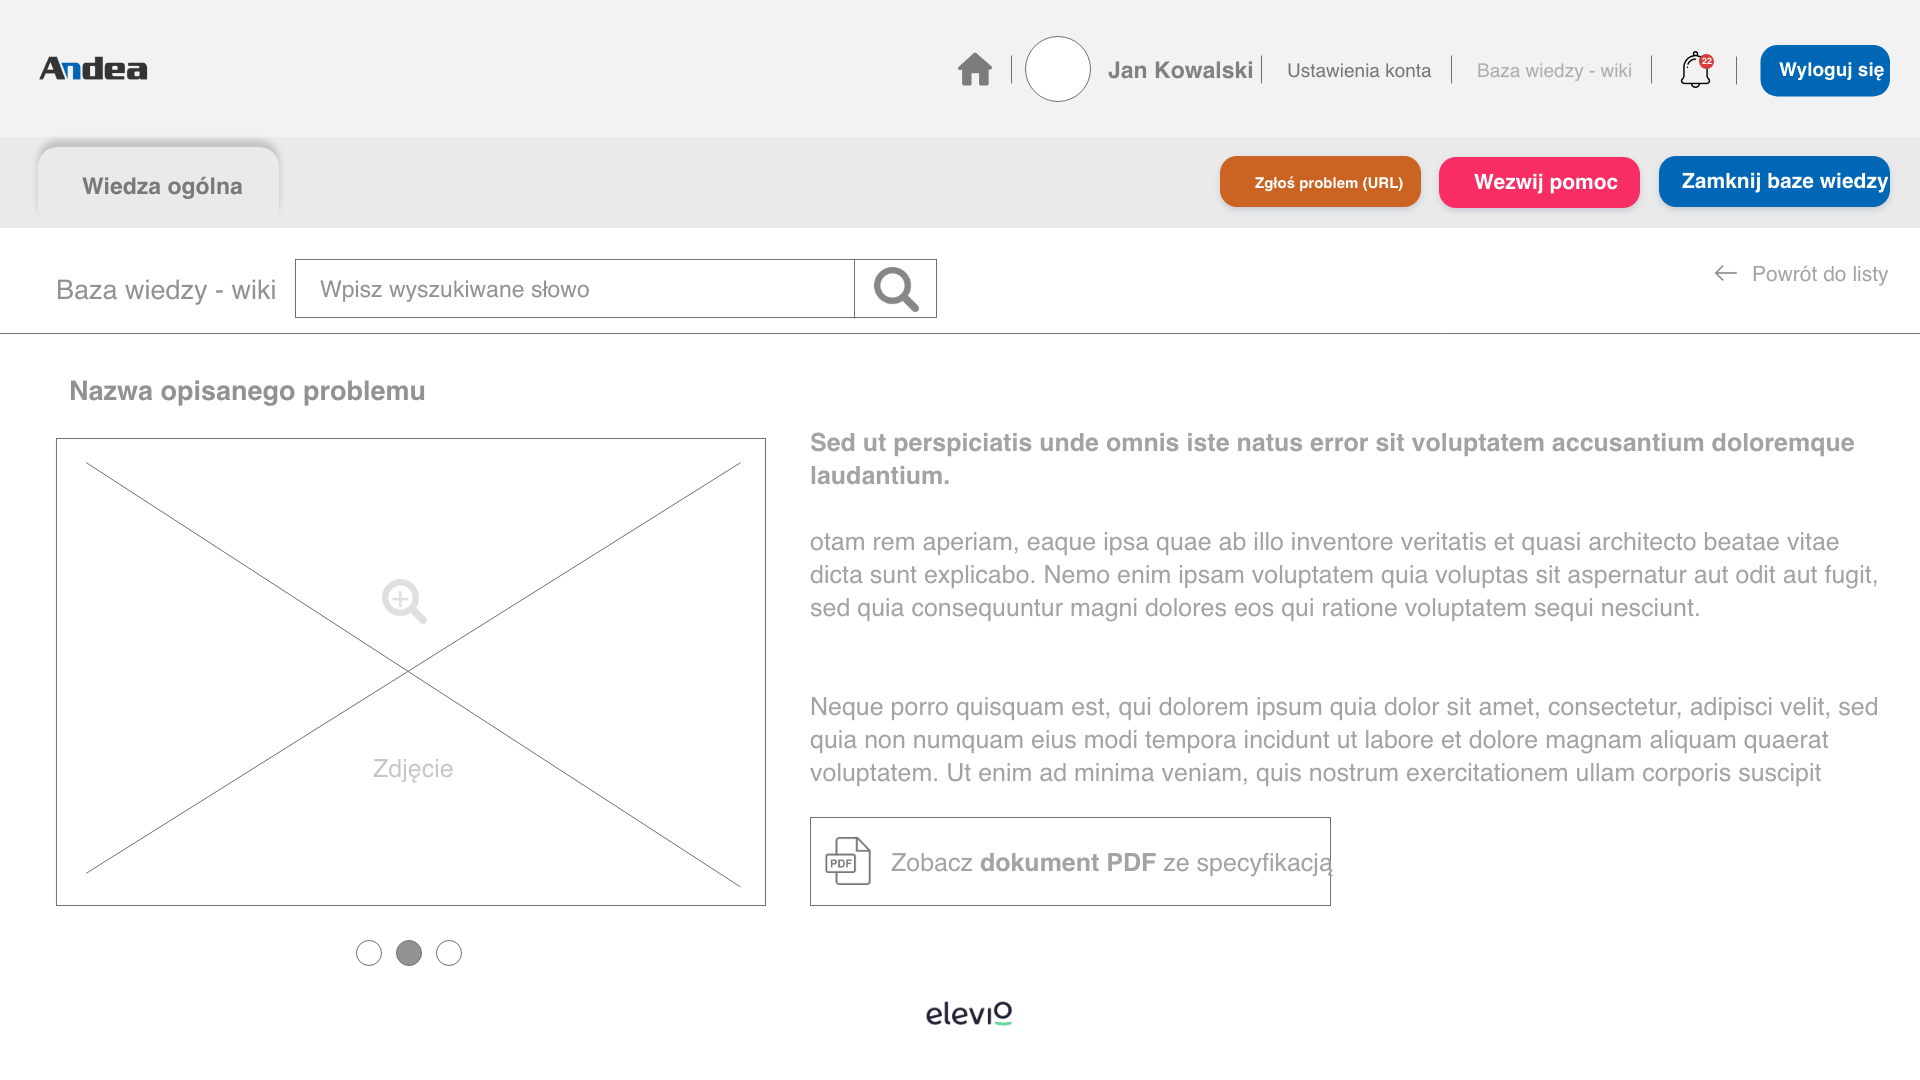 Andea
Jan Kowalski
Ustawienia konta
Baza wiedzy - wiki
22
Wyloguj się
Wiedza ogólna
Zgłoś problem (URL)
Wezwij pomoc
Zamknij baze wiedzy
Baza wiedzy - wiki
Wpisz wyszukiwane słowo
Powrót do listy
Nazwa opisanego problemu
Zdjęcie
Sed ut perspiciatis unde omnis iste natus error sit voluptatem accusantium doloremque
laudantium.
otam rem aperiam, eaque ipsa quae ab illo inventore veritatis et quasi architecto beatae vitae
dicta sunt explicabo. Nemo enim ipsam voluptatem quia voluptas sit aspernatur aut odit aut fugit,
sed quia consequuntur magni dolores eos qui ratione voluptatem sequi nesciunt.
Neque porro quisquam est, qui dolorem ipsum quia dolor sit amet, consectetur, adipisci velit, sed
quia non numquam eius modi tempora incidunt ut labore et dolore magnam aliquam quaerat
voluptatem. Ut enim ad minima veniam, quis nostrum exercitationem ullam corporis suscipit
PDF
Zobacz dokument PDF ze specyfikacją
elevio